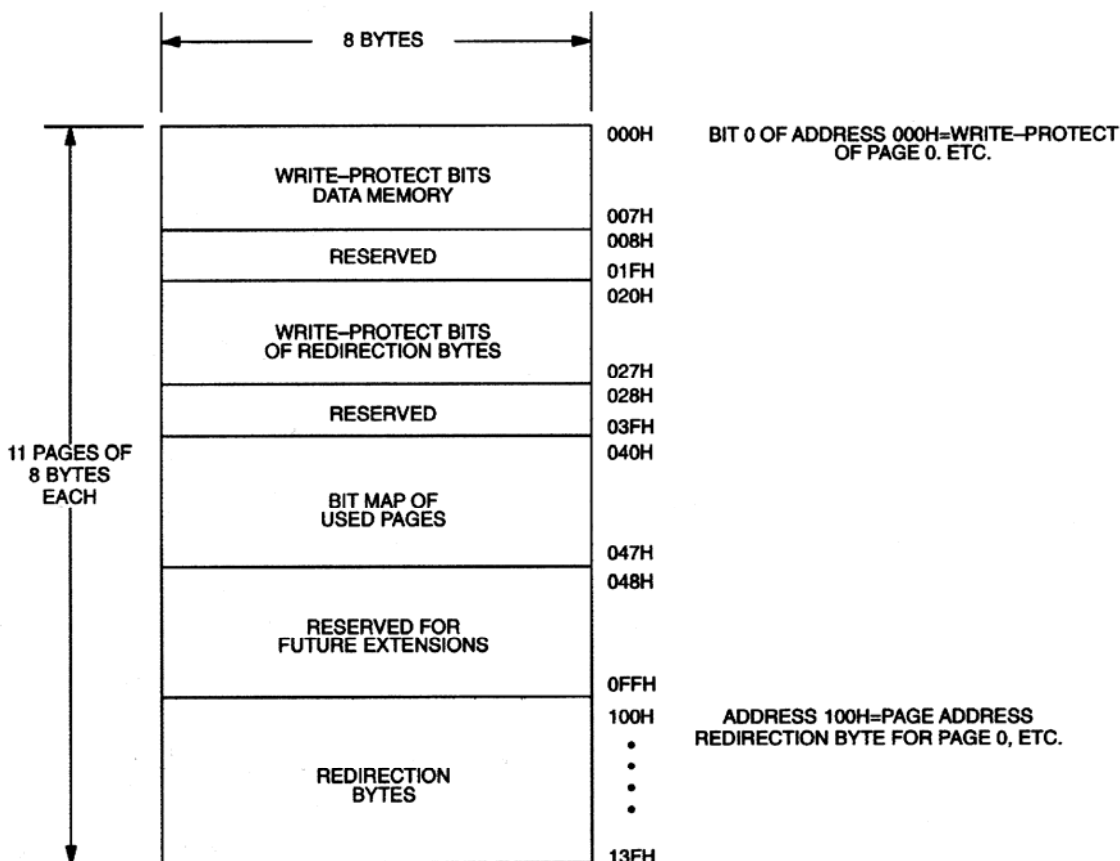 8 BYTES
000H
BIT 0 OF ADDRESS 000H=WRITE–PROTECT
OF PAGE 0. ETC.
WRITE–PROTECT BITS
DATA MEMORY
007H
008H
RESERVED
01FH
020H
WRITE–PROTECT BITS
OF REDIRECTION BYTES
027H
028H
RESERVED
03FH
11 PAGES OF
8 BYTES
EACH
040H
BIT MAP OF
USED PAGES
047H
048H
RESERVED FOR
FUTURE EXTENSIONS
0FFH
100H
ADDRESS 100H=PAGE ADDRESS
REDIRECTION BYTE FOR PAGE 0, ETC.
REDIRECTION
BYTES
13FH